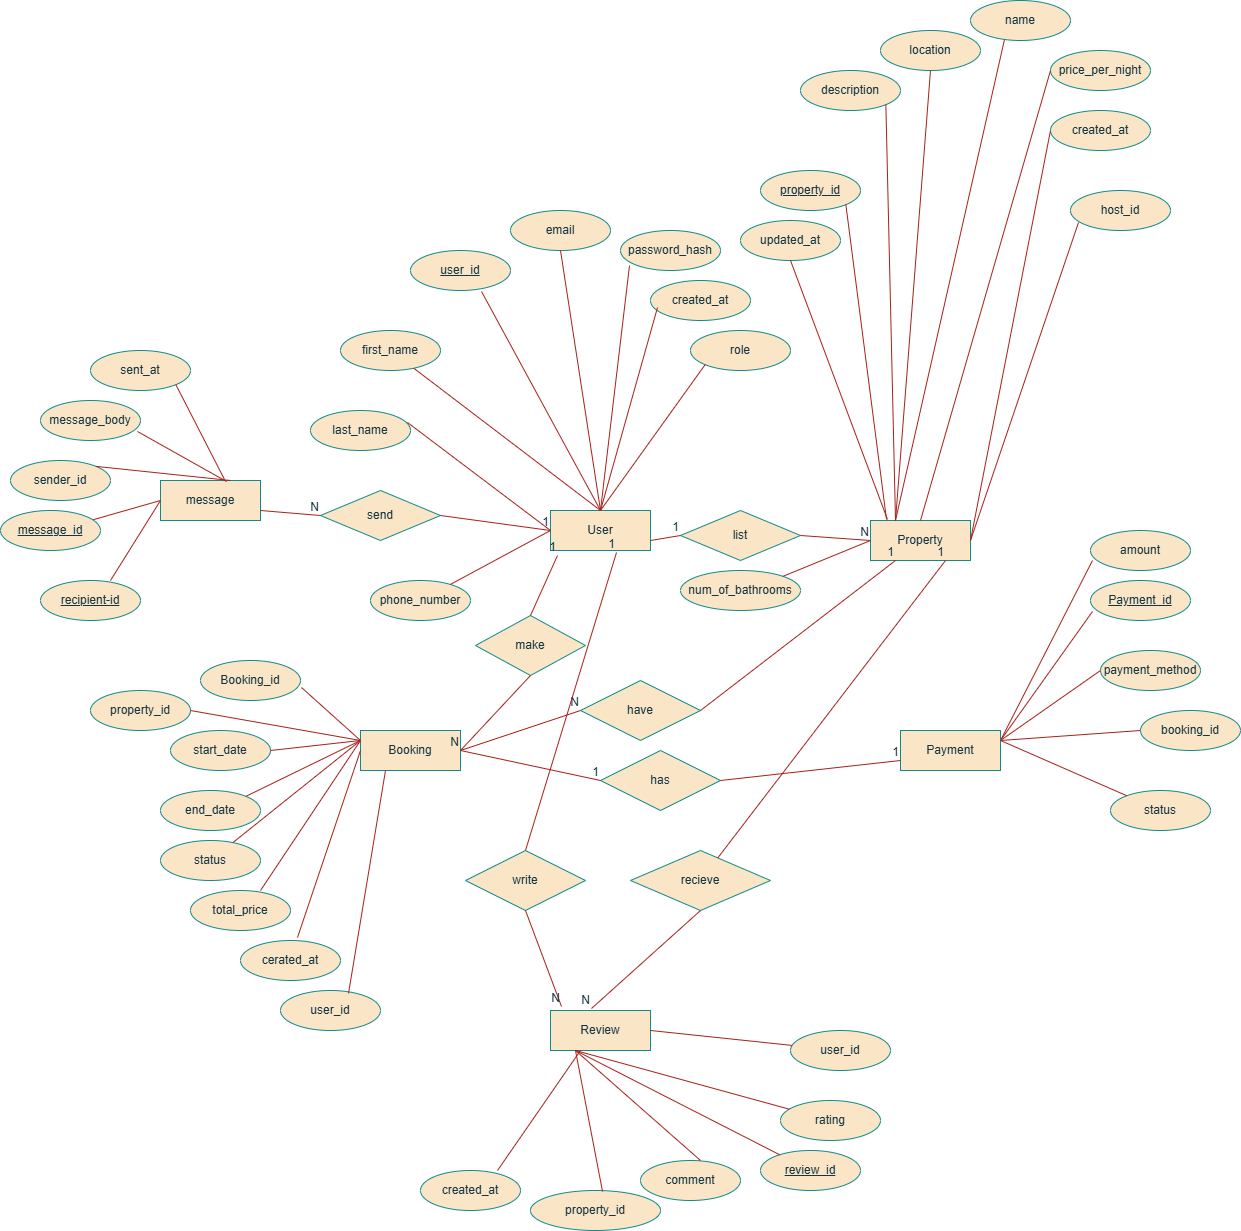 name
location
price_per_night
description
created_at
property_id
host_id
email
updated_at
password_hash
user_id
created_at
first_name
role
sent_at
message_body
last_name
sender_id
message
N
send
1
User
1
list
N
Property
message_id
1
1
1
1
amount
recipient-id
phone_number
num_of_bathrooms
Payment_id
make
Booking_id
payment_method
property_id
N
have
start_date
Booking
N
1
has
1
Payment
booking_id
end_date
status
status
write
recieve
total_price
cerated_at
user_id
N
N
Review
user_id
rating
created_at
comment
review_id
property_id